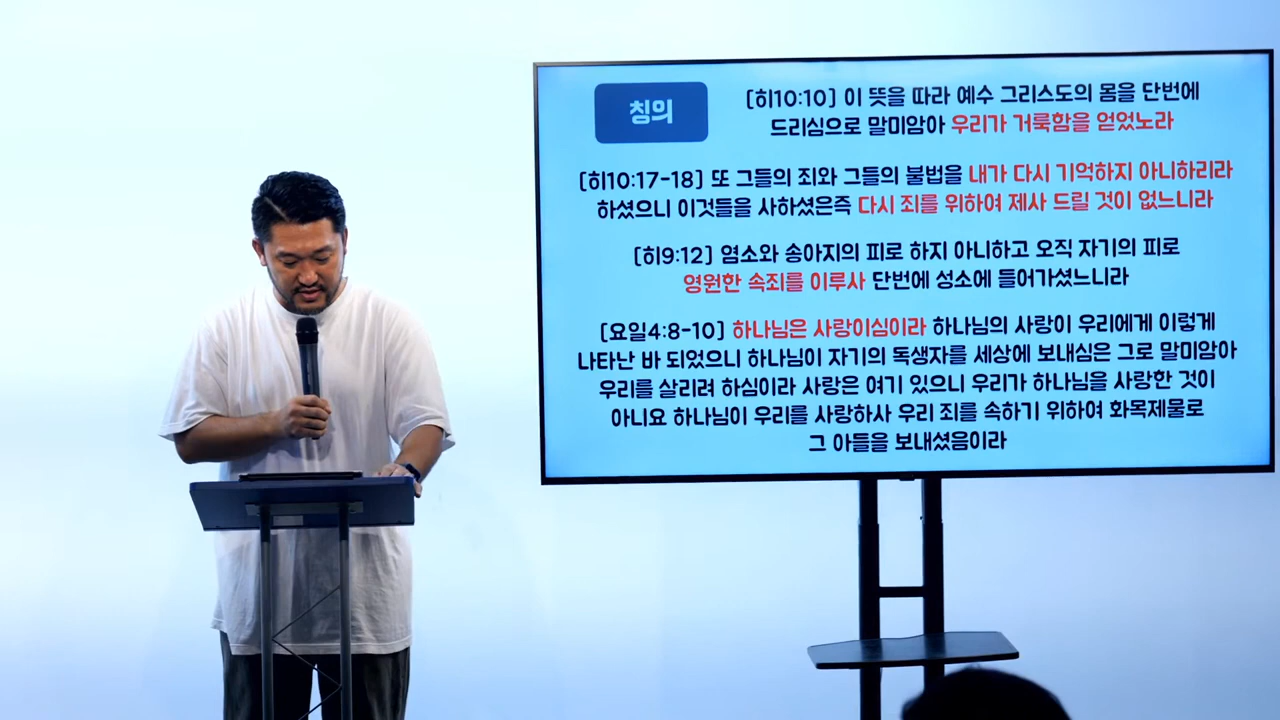 칭의
[히10:10] 이 뜻을 따라 예수 그리스도의 몸을 단번에
드리심으로 말미암아 우리가 거룩함을 얻었노라
[히10:17-18] 또 그들의 죄와 그들의 불법을 내가 다시 기억하지 아니하리라
하셨으니 이것들을 사하셨은즉 다시 죄를 위하여 제사 드릴 것이 없느니라
[히9:12] 염소와 송아지의 피로 하지 아니하고 오직 자기의 피로
영원한 속죄를 이루사 단번에 성소에 들어가셨느니라
[요일4:8-10] 하나님은 사랑이심이라 하나님의 사랑이 우리에게 이렇게
나타난 바 되었으니 하나님이 자기의 독생자를 세상에 보내심은 그로 말미암아
우리를 살리려 하심이라 사랑은 여기 있으니 우리가 하나님을 사랑한 것이
아니요 하나님이 우리를 사랑하사 우리 죄를 속하기 위하여 화목제물로
그 아들을 보내셨음이라